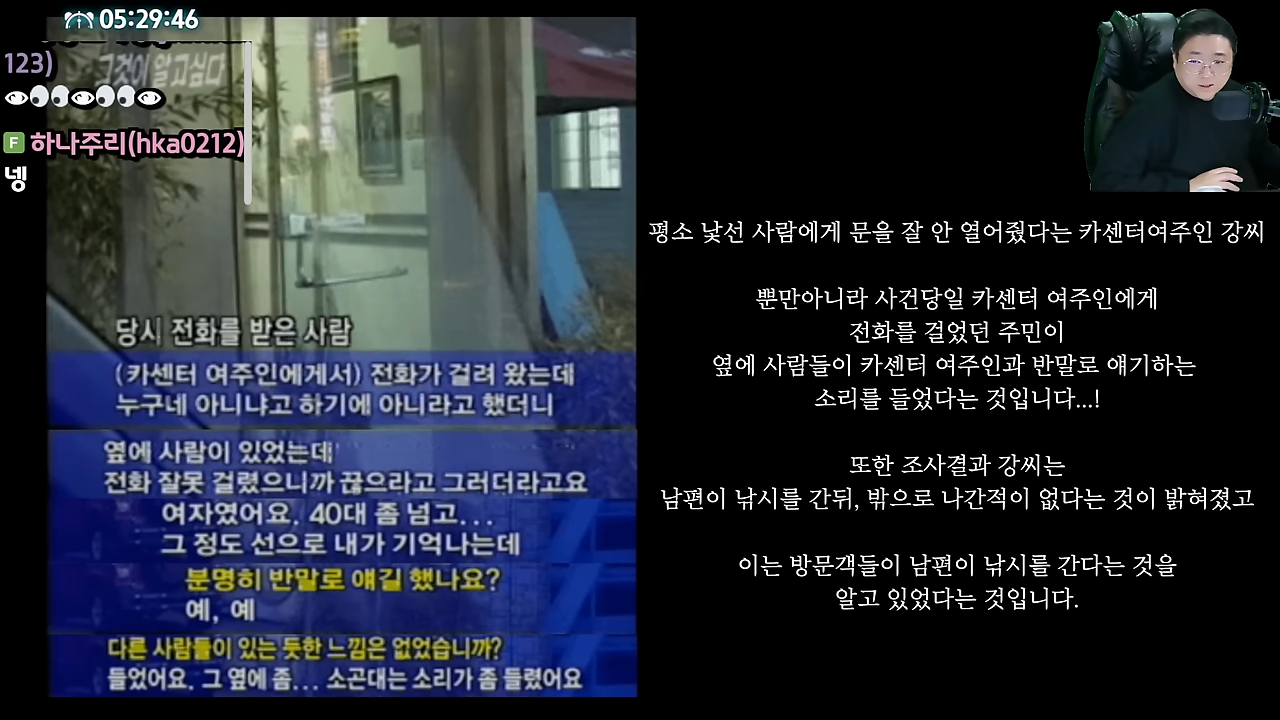 05:29:46
123)
그것이 알고싶다
F 하나주리(hka0212)
넹
당시 전화를 받은 사람
(카센터 여주인에게서) 전화가 걸려 왔는데
누구네 아니냐고 하기에 아니라고 했더니
옆에 사람이 있었는데
전화 잘못 걸렸으니까 끊으라고 그러더라고요
여자였어요. 40대 좀 넘고...
그 정도 선으로 내가 기억나는데
분명히 반말로 얘길 했나요?
예, 예
다른 사람들이 있는 듯한 느낌은 없었습니까?
들었어요. 그 옆에 좀... 소곤대는 소리가 좀 들렸어요
평소 낯선 사람에게 문을 잘 안 열어줬다는 카센터여주인 강씨
뿐만아니라 사건당일 카센터 여주인에게
전화를 걸었던 주민이
옆에 사람들이 카센터 여주인과 반말로 얘기하는
소리를 들었다는 것입니다...!
또한 조사결과 강씨는
남편이 낚시를 간뒤, 밖으로 나간적이 없다는 것이 밝혀졌고
이는 방문객들이 남편이 낚시를 간다는 것을
알고 있었다는 것입니다.